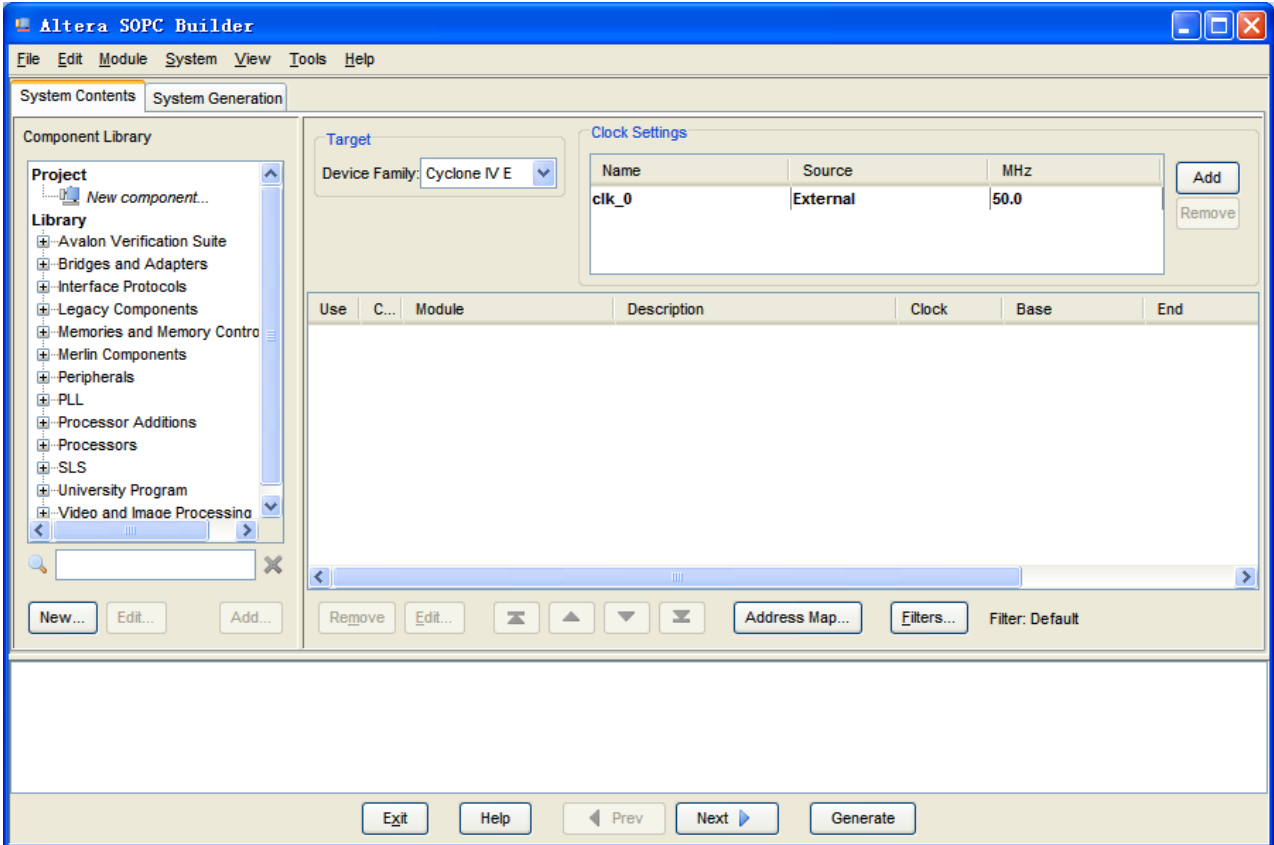 Altera SOPC Builder
File Edit Module System View Tools Help
System Contents System Generation
Component Library
Project
New component...
Library
Avalon Verification Suite
Bridges and Adapters
Interface Protocols
Legacy Components
Memories and Memory Contro
Merlin Components
Peripherals
PLL
Processor Additions
Processors
SLS
University Program
Video and Image Processing
New... Edit... Add...
Target
Device Family: Cyclone IV E
Clock Settings
Name Source MHz
clk_0 External 50.0
Add
Remove
Use C... Module Description Clock Base End
Remove Edit... Address Map... Filters... Filter: Default
Exit Help Prev Next Generate